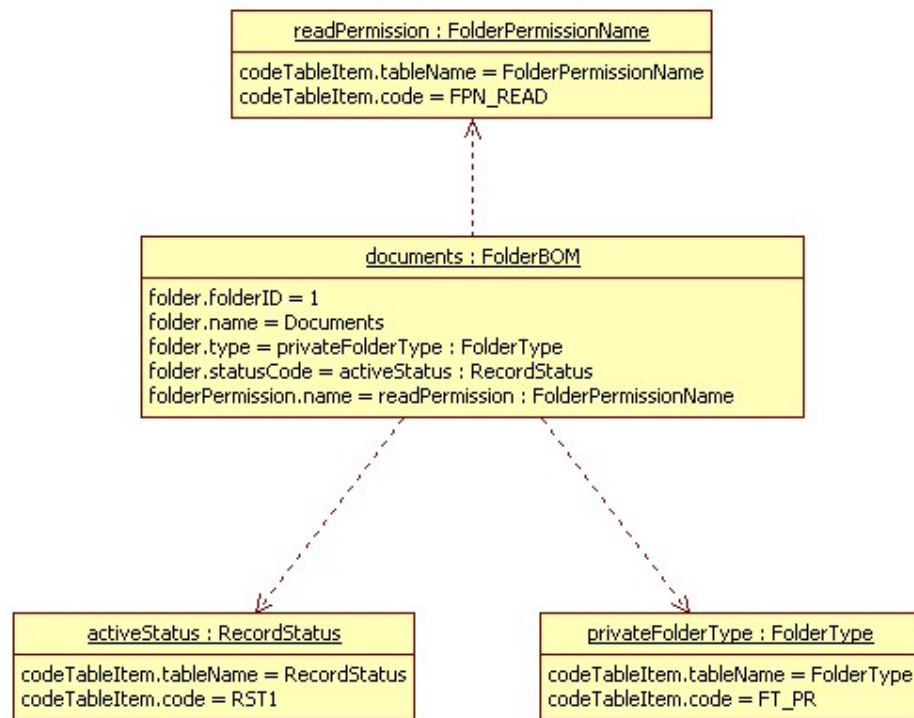 readPermission : FolderPermissionName
codeTableItem.tableName = FolderPermissionName
codeTableItem.code = FPN_READ
documents : FolderBOM
folder.folderID = 1
folder.name = Documents
folder.type = privateFolderType : FolderType
folder.statusCode = activeStatus : RecordStatus
folderPermission.name = readPermission : FolderPermissionName
activeStatus : RecordStatus
codeTableItem.tableName = RecordStatus
codeTableItem.code = RST1
privateFolderType : FolderType
codeTableItem.tableName = FolderType
codeTableItem.code = FT_PR